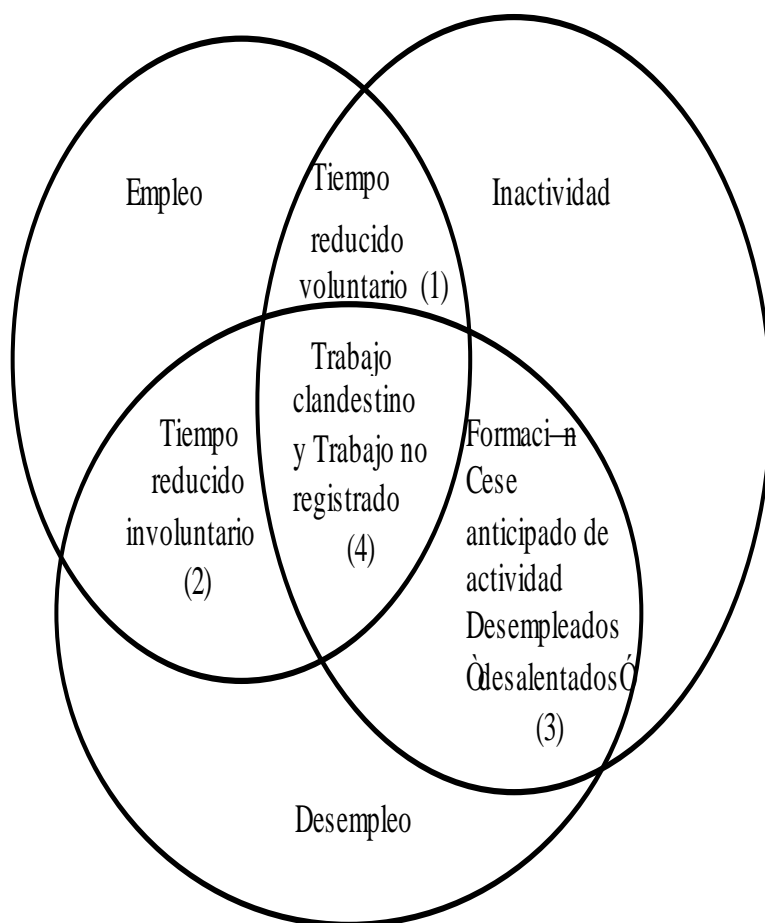 Empleo
Tiempo
reducido
voluntario (1)
Inactividad
Trabajo
clandestino
y Trabajo no
registrado
(4)
Tiempo
reducido
involuntario
(2)
Formaci—n
Cese
anticipado de
actividad
Desempleados
ÒdesalentadosÓ
(3)
Desempleo